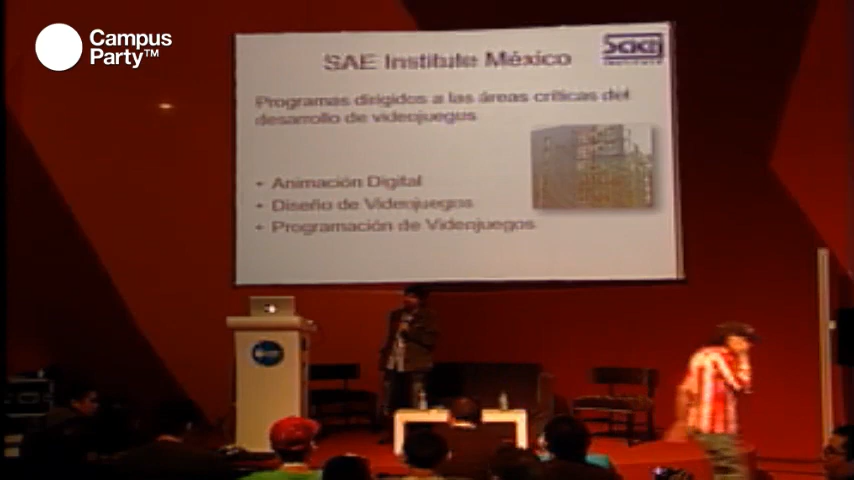 Campus
Party™
SAE Institute México
sae
INSTITUTE
Programas dirigidos a las áreas críticas del
desarrollo de videojuegos
• Animación Digital
• Diseño de Videojuegos
• Programación de Videojuegos